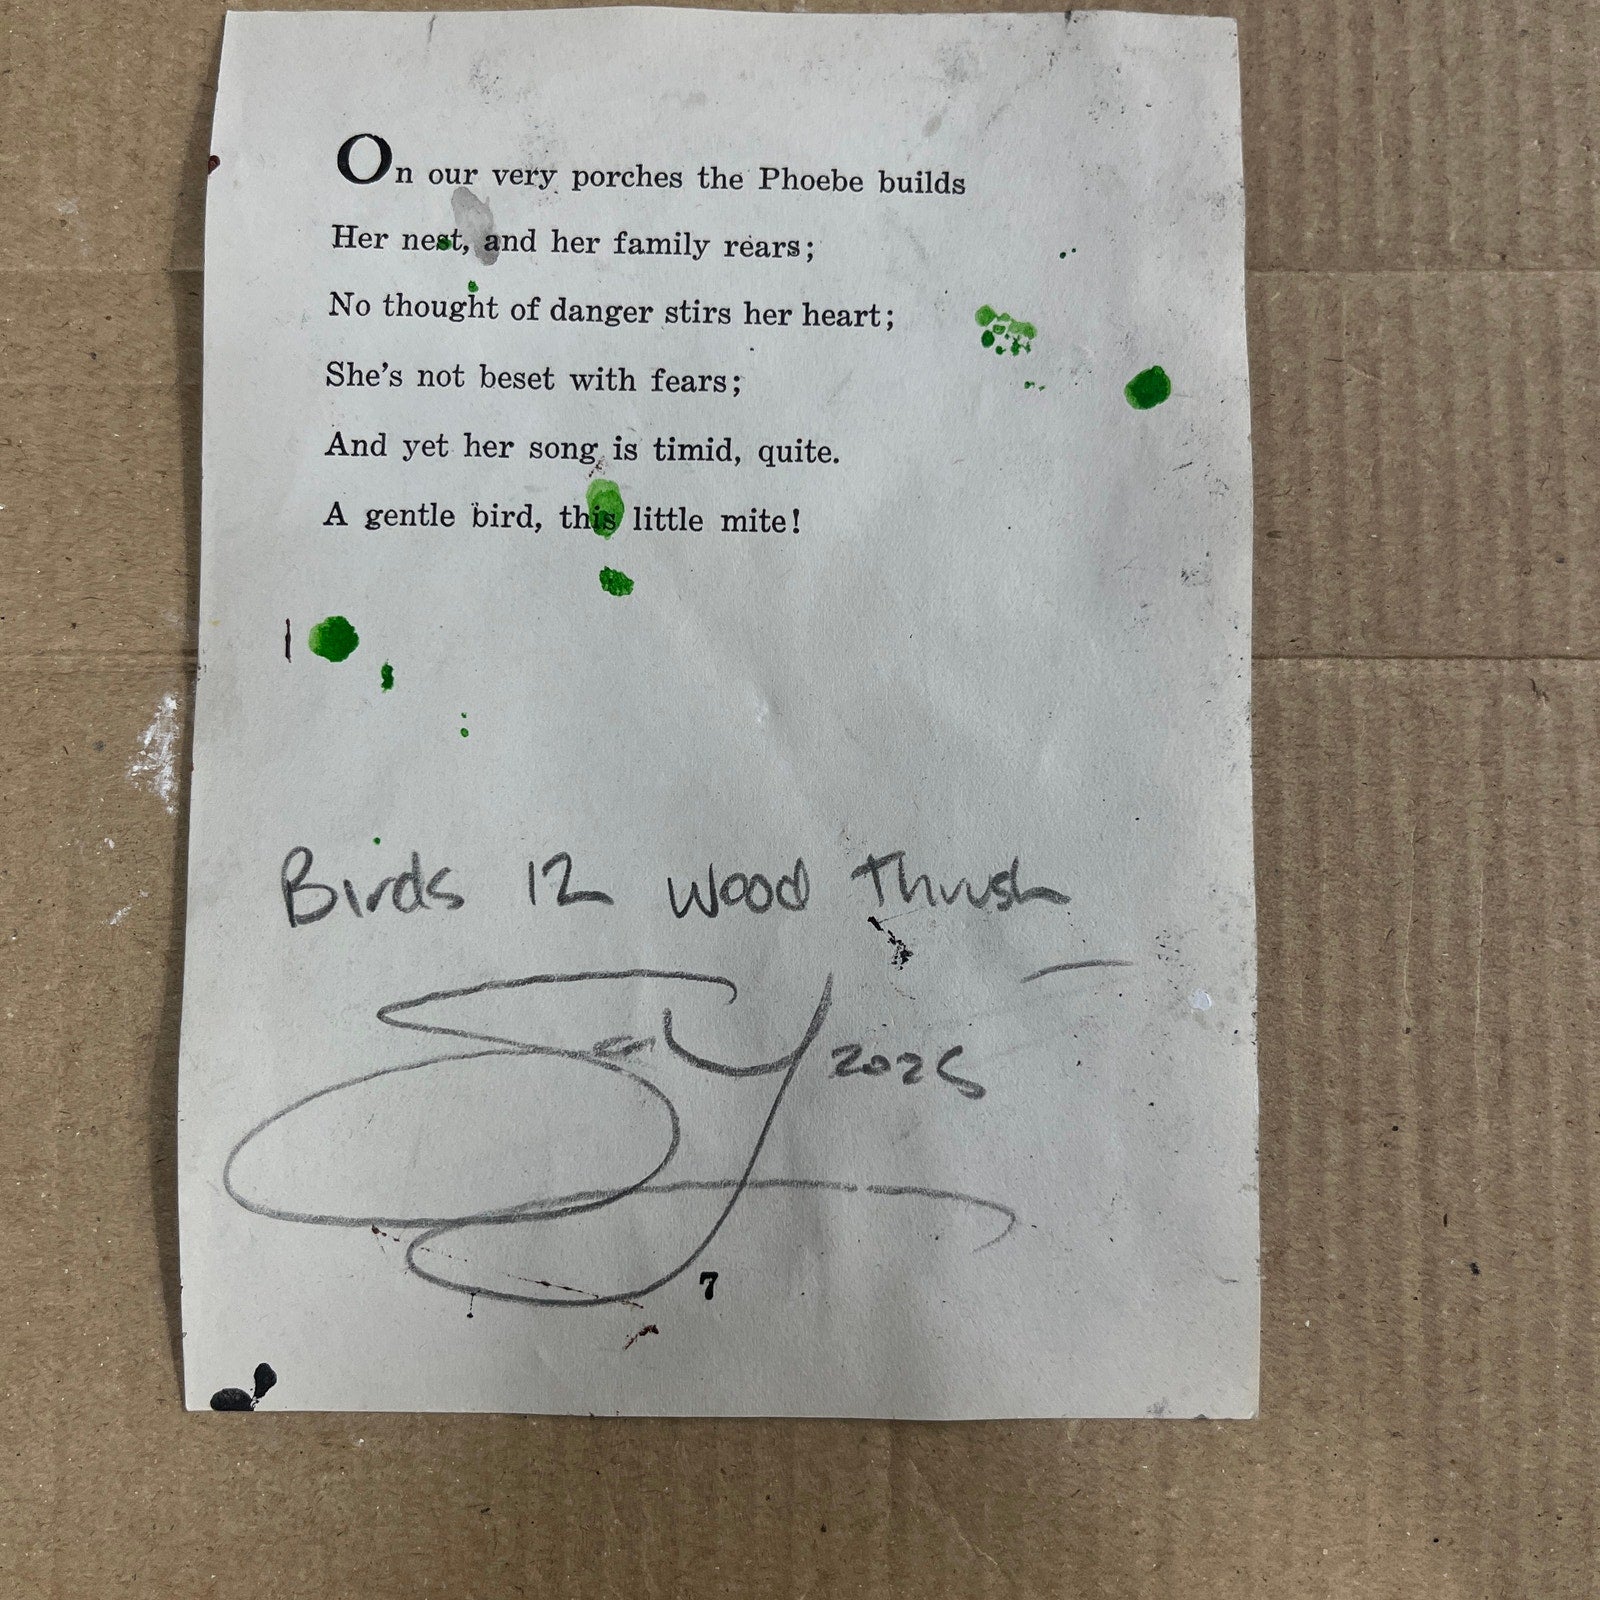 On our very porches the Phoebe builds
Her nest, and her family rears;
No thought of danger stirs her heart;
She's not beset with fears;
And yet her song is timid, quite.
A gentle bird, this little mite!
Birds 12 Wood Thrush
2025
7